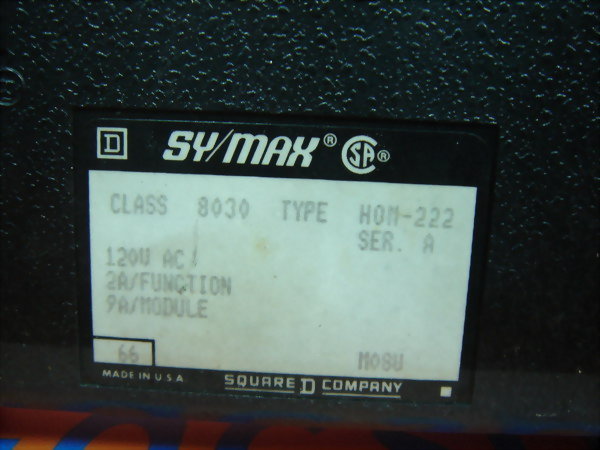 D SY/MAX® SA®
CLASS 8030 TYPE HOM-222
SER. A
120V AC
2A/FUNCTION
9A/MODULE
66 MOSU
MADE IN U.S.A.
SQUARE D COMPANY